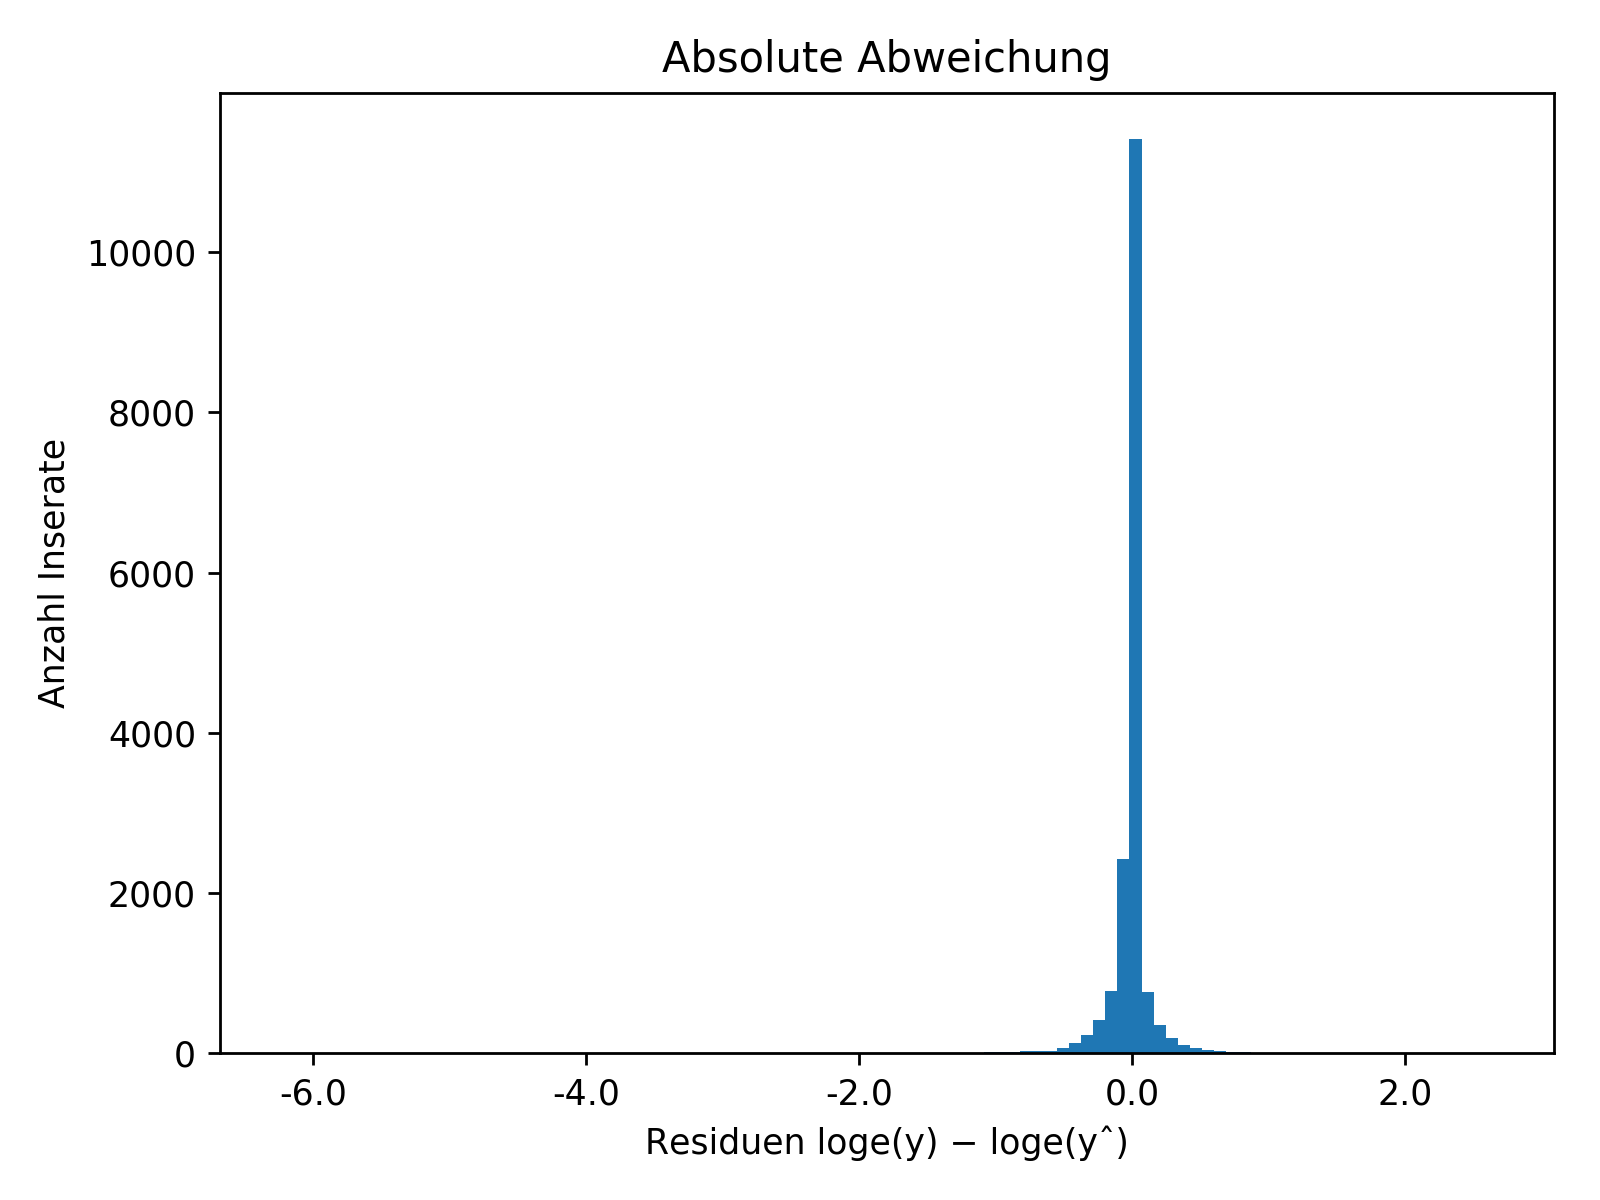 Absolute Abweichung
10000
8000
6000
4000
2000
0
Anzahl Inserate
-6.0 -4.0 -2.0 0.0 2.0
Residuen loge(y) − loge(yˆ)